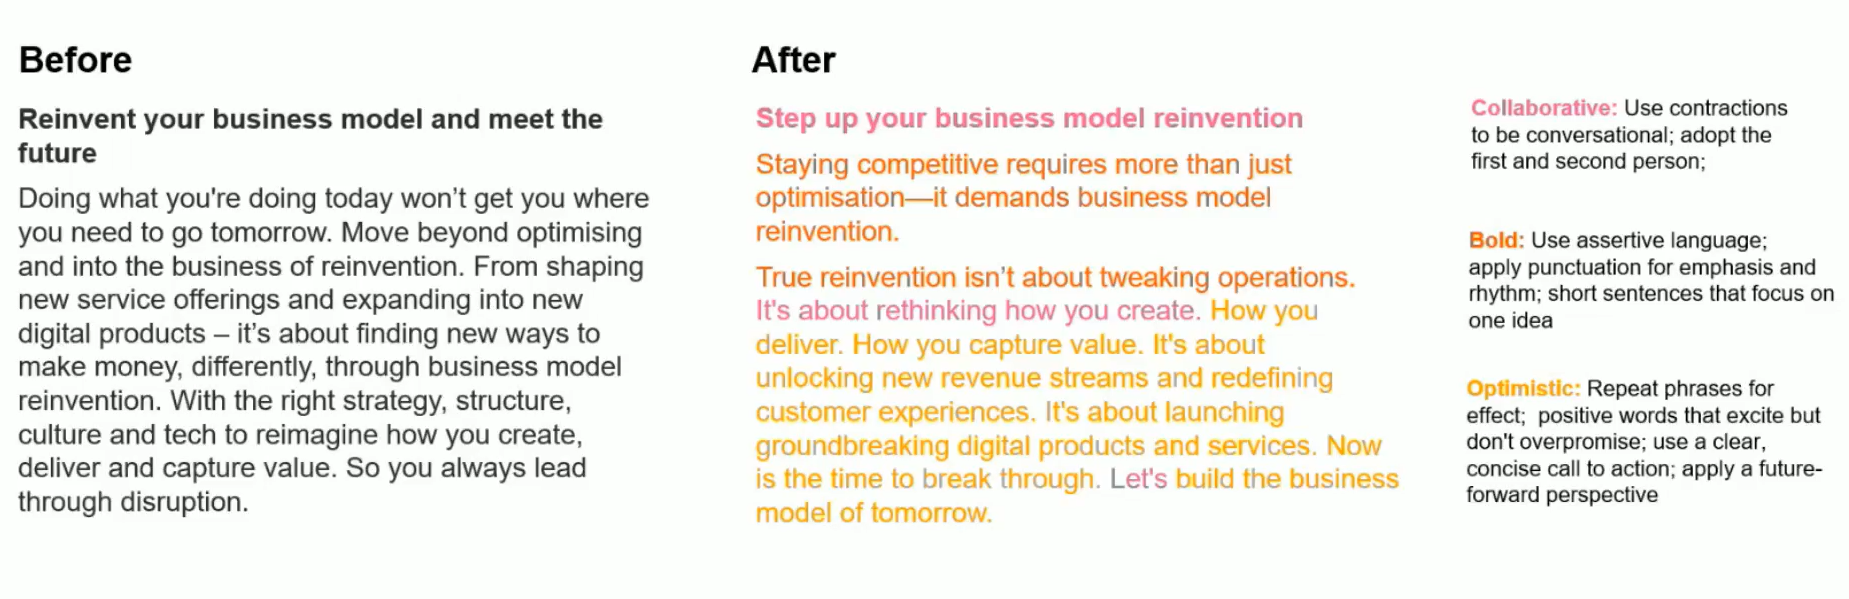 Before
Reinvent your business model and meet the
future
Doing what you're doing today won’t get you where
you need to go tomorrow. Move beyond optimising
and into the business of reinvention. From shaping
new service offerings and expanding into new
digital products – it’s about finding new ways to
make money, differently, through business model
reinvention. With the right strategy, structure,
culture and tech to reimagine how you create,
deliver and capture value. So you always lead
through disruption.
After
Step up your business model reinvention
Staying competitive requires more than just
optimisation—it demands business model
reinvention.
True reinvention isn’t about tweaking operations.
It's about rethinking how you create. How you
deliver. How you capture value. It's about
unlocking new revenue streams and redefining
customer experiences. It's about launching
groundbreaking digital products and services. Now
is the time to break through. Let's build the business
model of tomorrow.
Collaborative: Use contractions
to be conversational; adopt the
first and second person;
Bold: Use assertive language;
apply punctuation for emphasis and
rhythm; short sentences that focus on
one idea
Optimistic: Repeat phrases for
effect;  positive words that excite but
don't overpromise; use a clear,
concise call to action; apply a future-
forward perspective